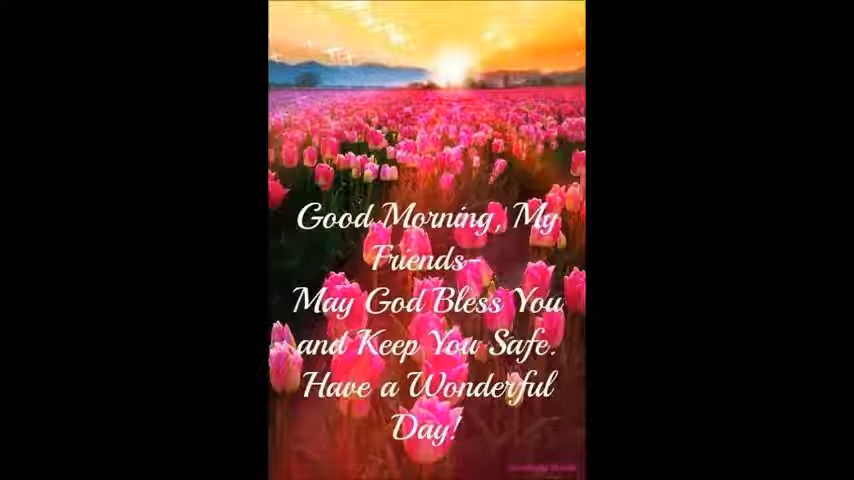 Good Morning, My
Friends-
May God Bless You
and Keep You Safe.
Have a Wonderful
Day!